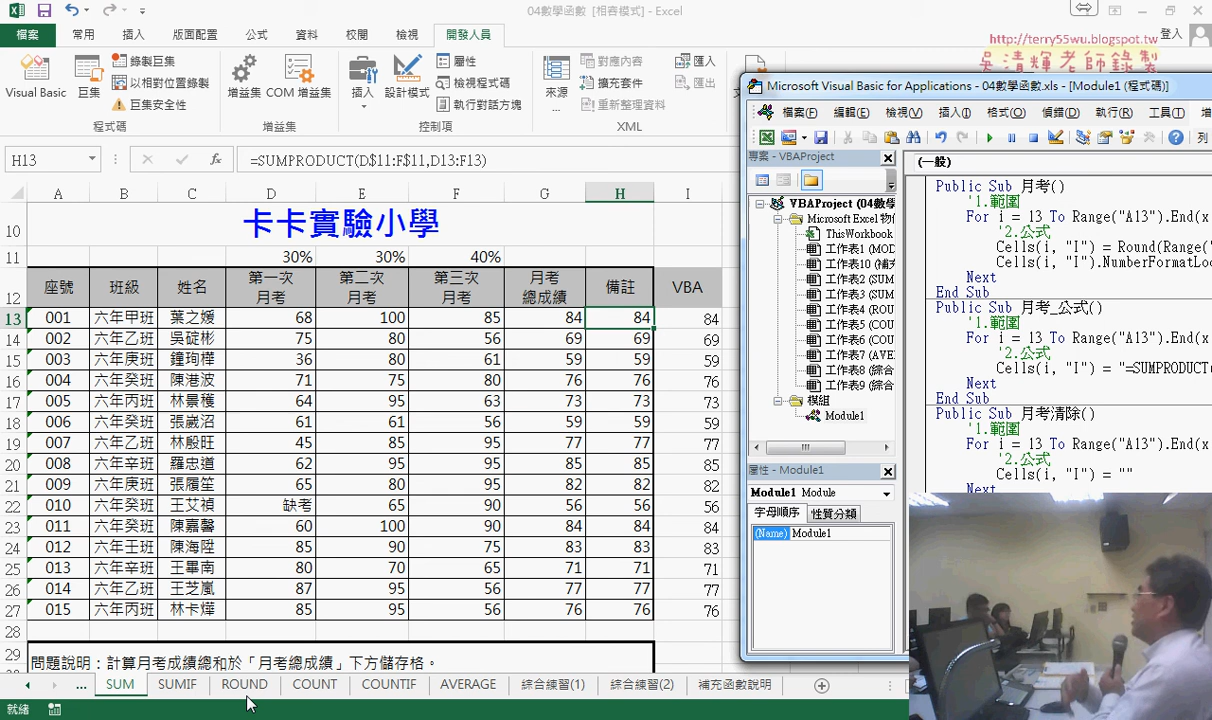 04數學函數 [相容模式] - Excel
檔案 常用 插入 版面配置 公式 資料 校閱 檢視 開發人員 登入
http://terry55wu.blogspot.tw
吳清輝老師錄製
Visual Basic 巨集 錄製巨集 以相對位置錄製 巨集安全性 程式碼
增益集 COM 增益集 增益集
插入 設計模式 屬性 檢視程式碼 執行對話方塊 控制項
來源 對應內容 擴充套件 重新整理資料 匯入 匯出 XML
H13 =SUMPRODUCT(D$11:F$11,D13:F13)
A B C D E F G H I
10 卡卡實驗小學
11 30% 30% 40%
12 座號 班級 姓名 第一次月考 第二次月考 第三次月考 月考總成績 備註 VBA
13 001 六年甲班 葉之媛 68 100 85 84 84 84
14 002 六年乙班 吳碇彬 75 80 56 69 69 69
15 003 六年庚班 鐘珣樺 36 80 61 59 59 59
16 004 六年癸班 陳港波 71 75 80 76 76 76
17 005 六年丙班 林景穫 64 95 63 73 73 73
18 006 六年癸班 張崴沼 61 61 56 59 59 59
19 007 六年乙班 林殷旺 45 85 95 77 77 77
20 008 六年辛班 羅忠道 62 95 95 85 85 85
21 009 六年庚班 張履笙 65 80 95 82 82 82
22 010 六年癸班 王艾禎 缺考 65 90 56 56 56
23 011 六年癸班 陳嘉馨 60 100 90 84 84 84
24 012 六年壬班 陳海陞 85 90 75 83 83 83
25 013 六年辛班 王畢南 80 70 65 71 71 71
26 014 六年乙班 王芝嵐 87 95 56 77 77 77
27 015 六年丙班 林卡燁 85 95 56 76 76 76
28
29 問題說明：計算月考成績總和於「月考總成績」下方儲存格。
... SUM SUMIF ROUND COUNT COUNTIF AVERAGE 綜合練習(1) 綜合練習(2) 補充函數說明
就緒
Microsoft Visual Basic for Applications - 04數學函數.xls - [Module1 (程式碼)]
檔案(F) 編輯(E) 檢視(V) 插入(I) 格式(O) 偵錯(D) 執行(R) 工具(T)
專案 - VBAProject
VBAProject (04數學
Microsoft Excel 物件
ThisWorkbook
工作表1 (MOD
工作表10 (補充
工作表2 (SUM
工作表3 (SUM
工作表4 (ROU
工作表5 (COU
工作表6 (COU
工作表7 (AVE
工作表8 (綜合
工作表9 (綜合
模組
Module1
屬性 - Module1
Module1 Module
字母順序 性質分類
(Name) Module1
(一般)
Public Sub 月考()
'1.範圍
For i = 13 To Range("A13").End(x
'2.公式
Cells(i, "I") = Round(Range("
Cells(i, "I").NumberFormatLoc
Next
End Sub
Public Sub 月考_公式()
'1.範圍
For i = 13 To Range("A13").End(x
'2.公式
Cells(i, "I") = "=SUMPRODUCT(
Next
End Sub
Public Sub 月考清除()
'1.範圍
For i = 13 To Range("A13").End(x
'2.公式
Cells(i, "I") = ""
Next